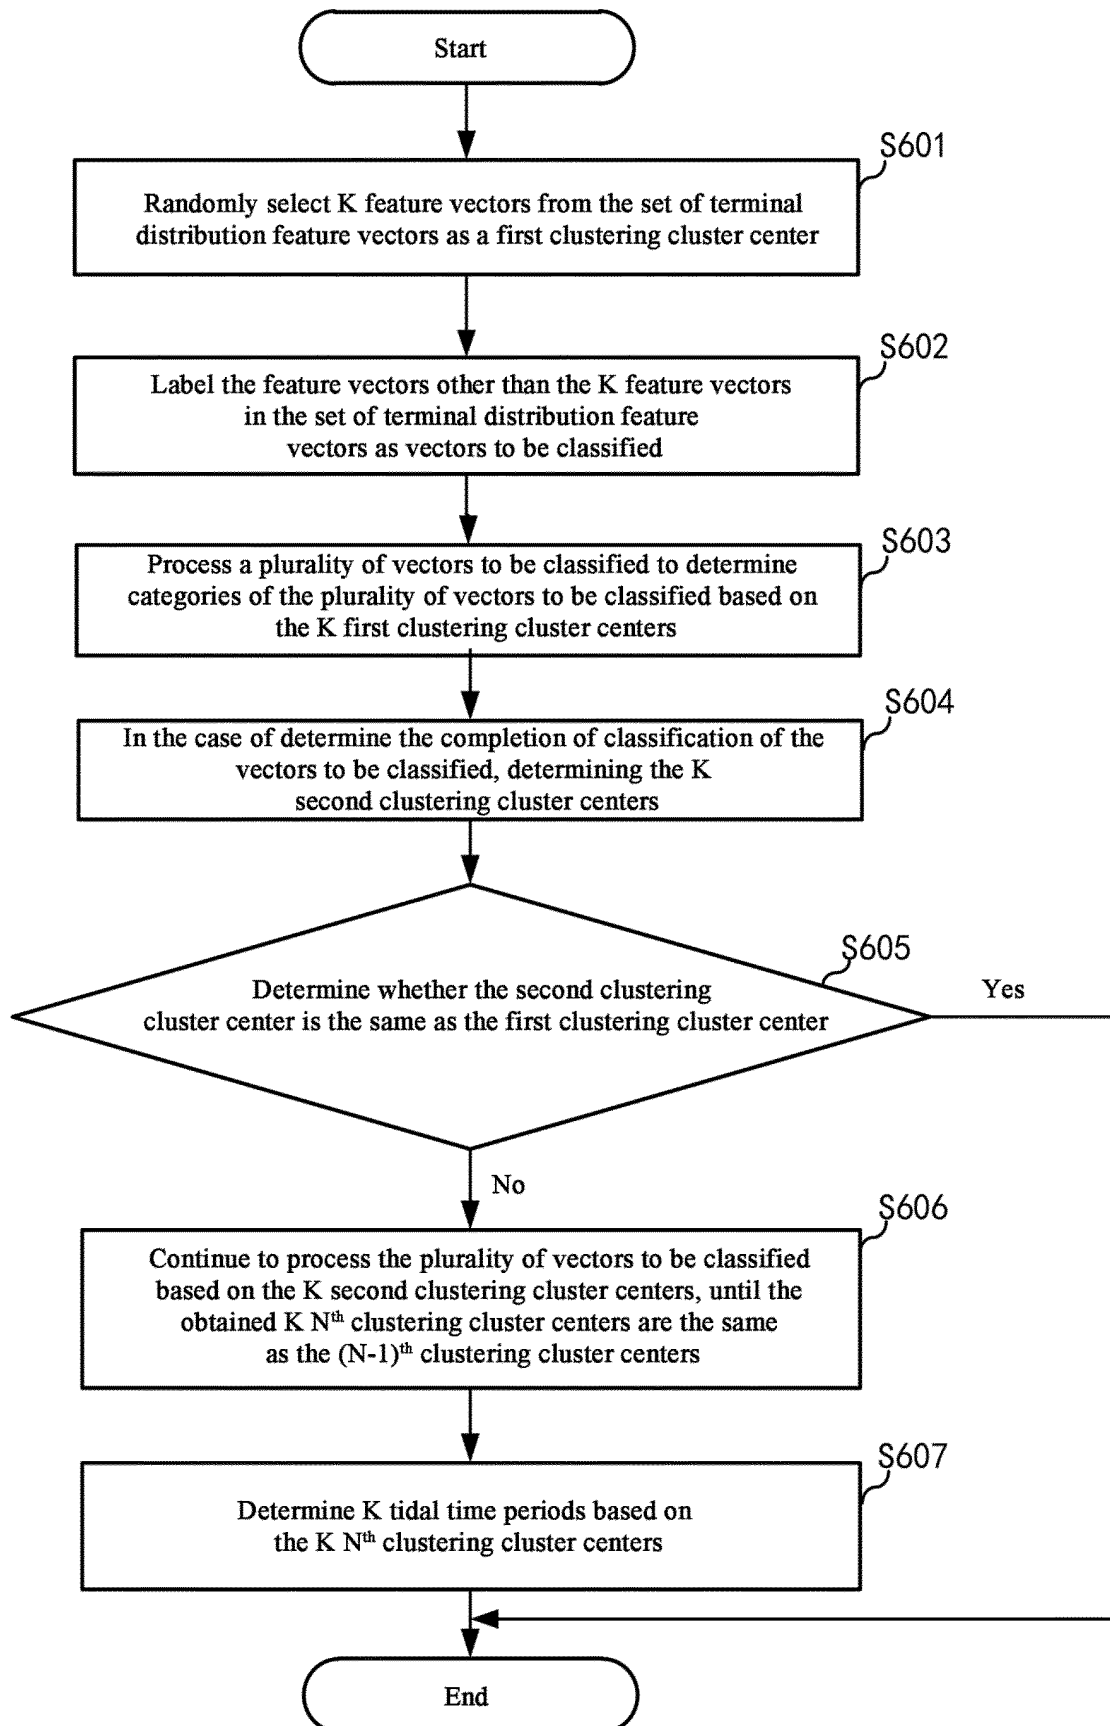 Start
S601
Randomly select K feature vectors from the set of terminal
distribution feature vectors as a first clustering cluster center
S602
Label the feature vectors other than the K feature vectors
in the set of terminal distribution feature
vectors as vectors to be classified
S603
Process a plurality of vectors to be classified to determine
categories of the plurality of vectors to be classified based on
the K first clustering cluster centers
S604
In the case of determine the completion of classification of the
vectors to be classified, determining the K
second clustering cluster centers
S605
Determine whether the second clustering
cluster center is the same as the first clustering cluster center
Yes
No
S606
Continue to process the plurality of vectors to be classified
based on the K second clustering cluster centers, until the
obtained K Nth clustering cluster centers are the same
as the (N-1)th clustering cluster centers
S607
Determine K tidal time periods based on
the K Nth clustering cluster centers
End